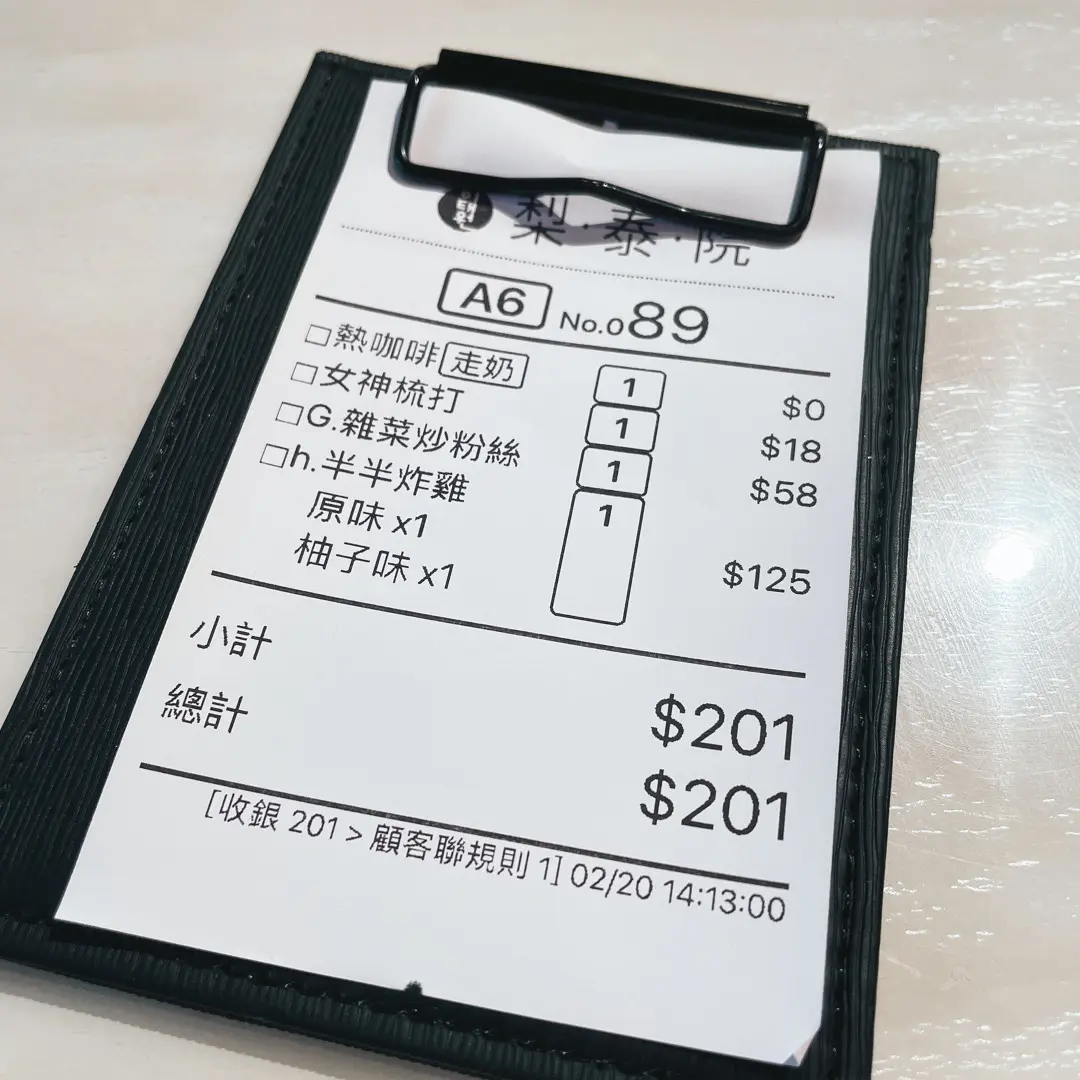 梨·泰·院
A6 No.089
□熱咖啡 走奶 1 $0
□女神梳打 1 $18
□G.雜菜炒粉絲 1 $58
□h.半半炸雞 1
原味 x1
柚子味 x1 $125
小計 $201
總計 $201
[收銀 201 > 顧客聯規則 1] 02/20 14:13:00